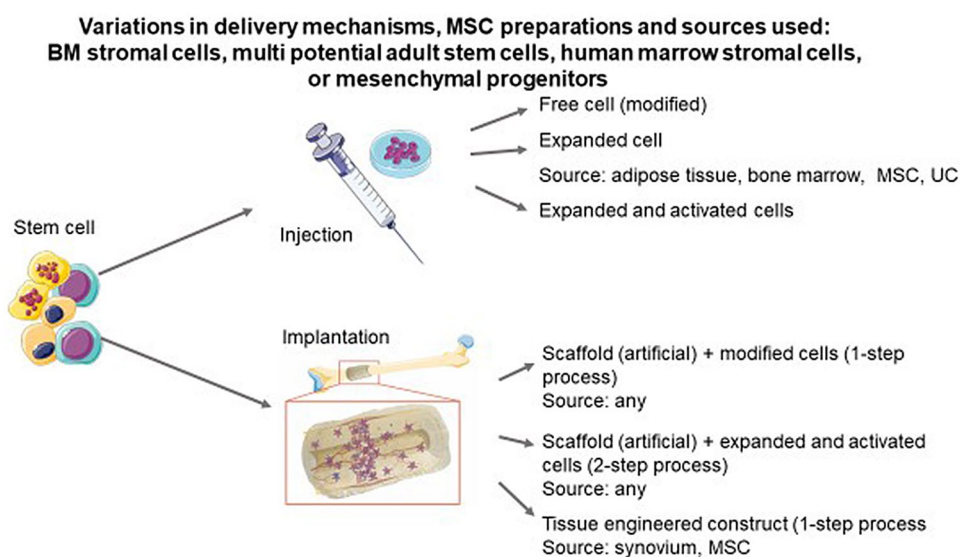 Variations in delivery mechanisms, MSC preparations and sources used:
BM stromal cells, multi potential adult stem cells, human marrow stromal cells,
or mesenchymal progenitors
Free cell (modified)
Expanded cell
Source: adipose tissue, bone marrow, MSC, UC
Expanded and activated cells
Injection
Stem cell
Implantation
Scaffold (artificial) + modified cells (1-step
process)
Source: any
Scaffold (artificial) + expanded and activated
cells (2-step process)
Source: any
Tissue engineered construct (1-step process
Source: synovium, MSC